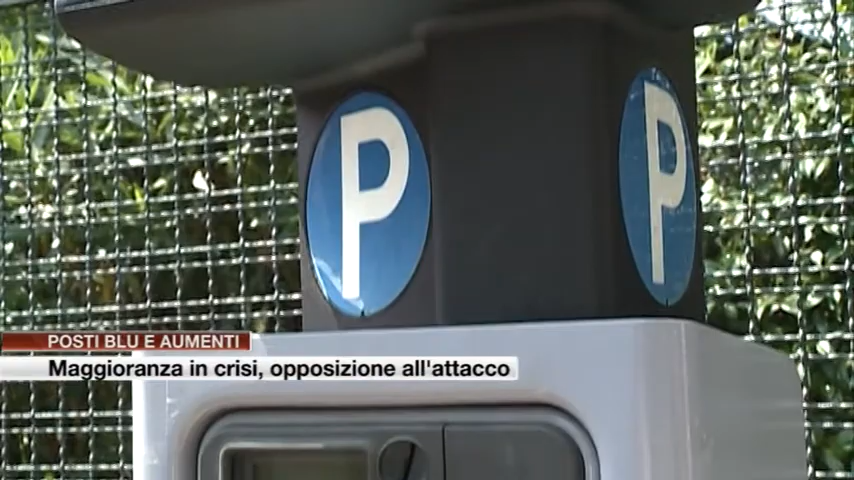 P P
POSTI BLU E AUMENTI
Maggioranza in crisi, opposizione all'attacco